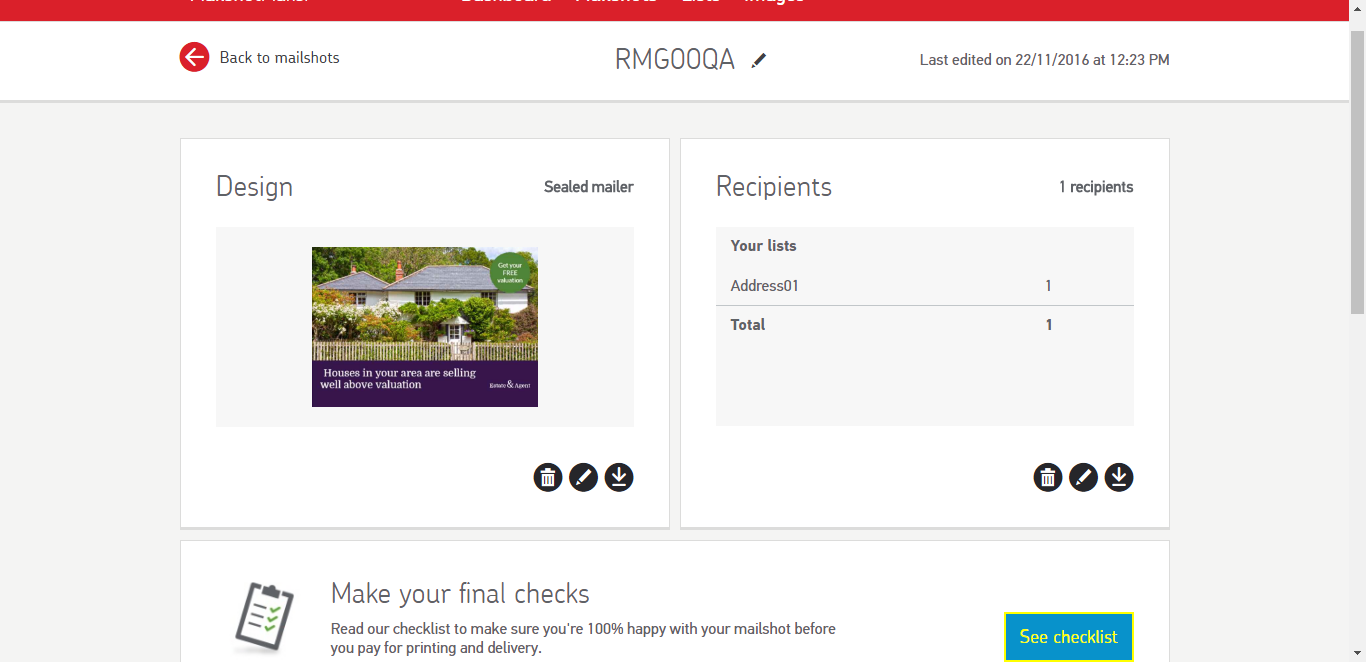 MailshotMaker Dashboard Mailshots Lists Images
Back to mailshots
RMG00QA
Last edited on 22/11/2016 at 12:23 PM
Design
Sealed mailer
Get your
FREE
valuation
Houses in your area are selling
well above valuation
Estate & Agent
Recipients
1 recipients
Your lists
Address01 1
Total 1
Make your final checks
Read our checklist to make sure you're 100% happy with your mailshot before
you pay for printing and delivery.
See checklist